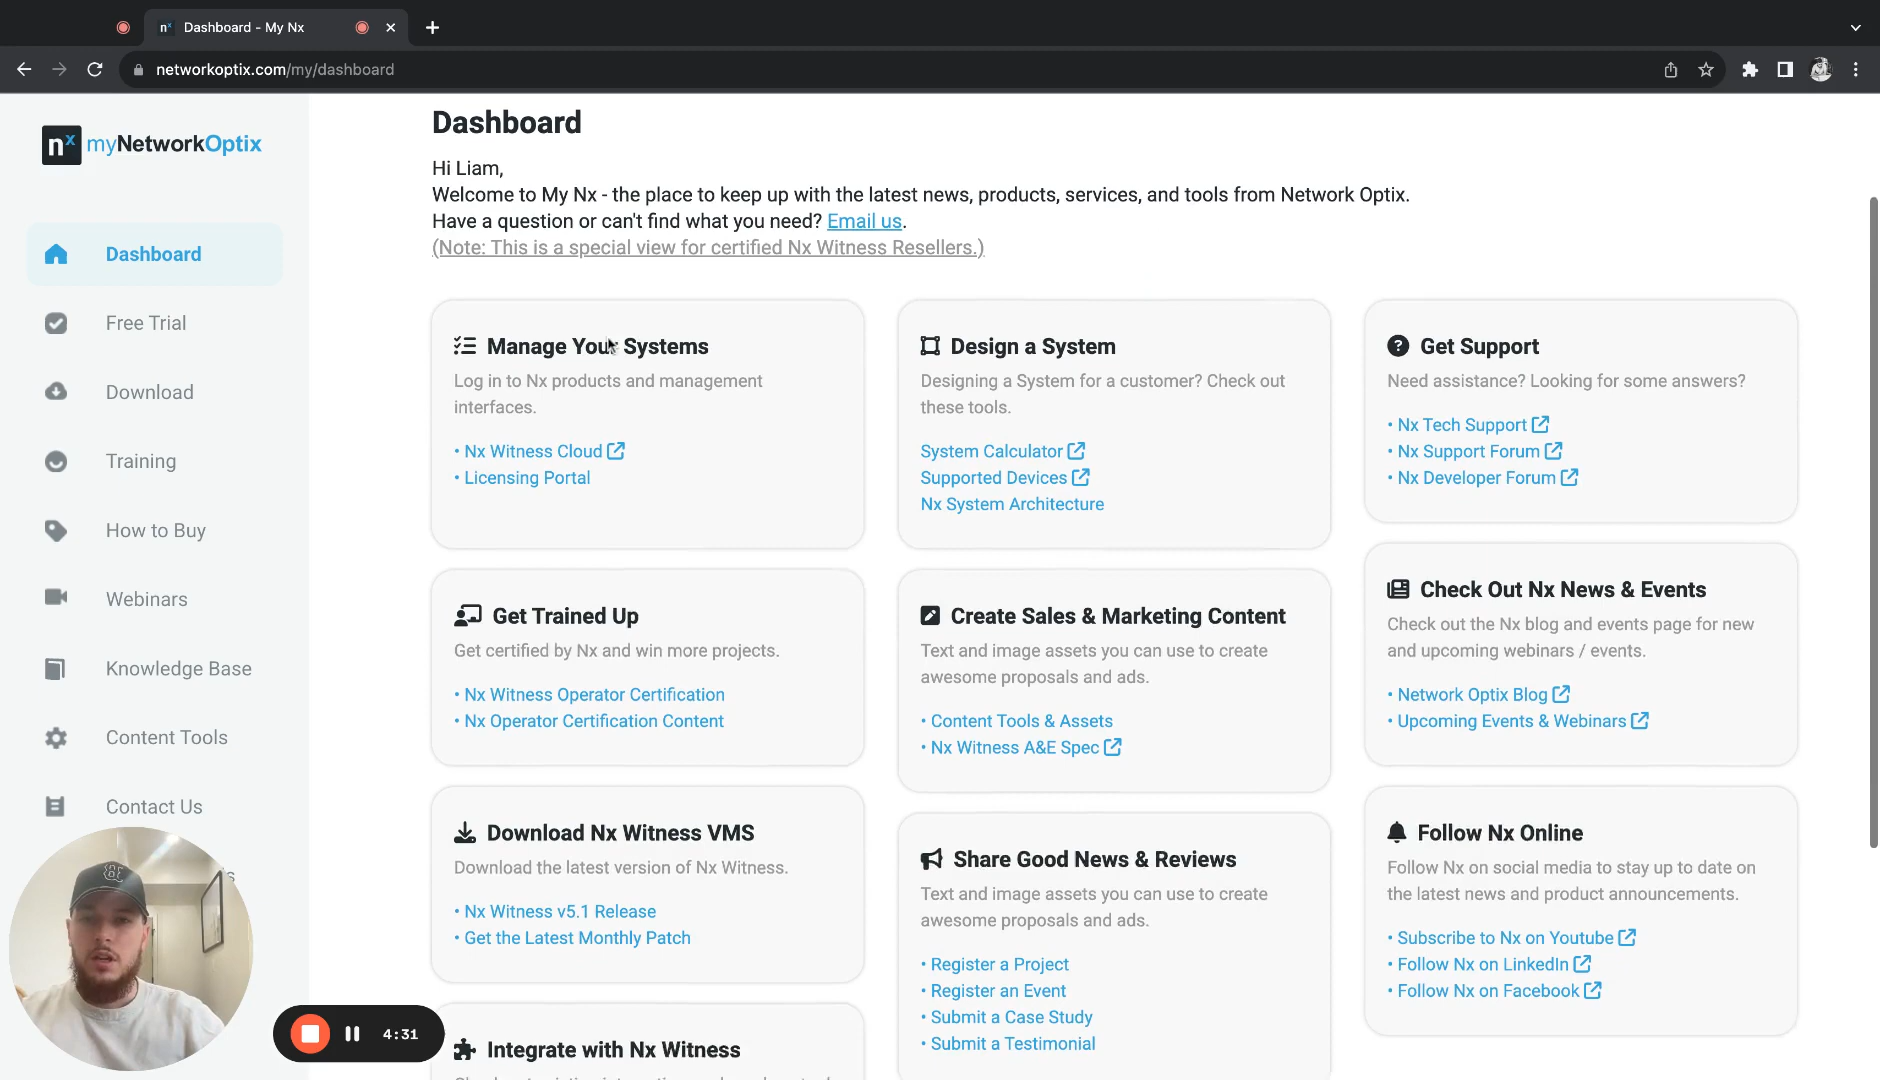 Dashboard - My Nx
networkoptix.com/my/dashboard
nx myNetworkOptix
Dashboard
Free Trial
Download
Training
How to Buy
Webinars
Knowledge Base
Content Tools
Contact Us
s
4:31
Dashboard
Hi Liam,
Welcome to My Nx - the place to keep up with the latest news, products, services, and tools from Network Optix.
Have a question or can't find what you need? Email us.
(Note: This is a special view for certified Nx Witness Resellers.)
Manage Your Systems
Log in to Nx products and management
interfaces.
• Nx Witness Cloud
• Licensing Portal
Get Trained Up
Get certified by Nx and win more projects.
• Nx Witness Operator Certification
• Nx Operator Certification Content
Download Nx Witness VMS
Download the latest version of Nx Witness.
• Nx Witness v5.1 Release
• Get the Latest Monthly Patch
Integrate with Nx Witness
Design a System
Designing a System for a customer? Check out
these tools.
System Calculator
Supported Devices
Nx System Architecture
Create Sales & Marketing Content
Text and image assets you can use to create
awesome proposals and ads.
• Content Tools & Assets
• Nx Witness A&E Spec
Share Good News & Reviews
Text and image assets you can use to create
awesome proposals and ads.
• Register a Project
• Register an Event
• Submit a Case Study
• Submit a Testimonial
Get Support
Need assistance? Looking for some answers?
• Nx Tech Support
• Nx Support Forum
• Nx Developer Forum
Check Out Nx News & Events
Check out the Nx blog and events page for new
and upcoming webinars / events.
• Network Optix Blog
• Upcoming Events & Webinars
Follow Nx Online
Follow Nx on social media to stay up to date on
the latest news and product announcements.
• Subscribe to Nx on Youtube
• Follow Nx on LinkedIn
• Follow Nx on Facebook